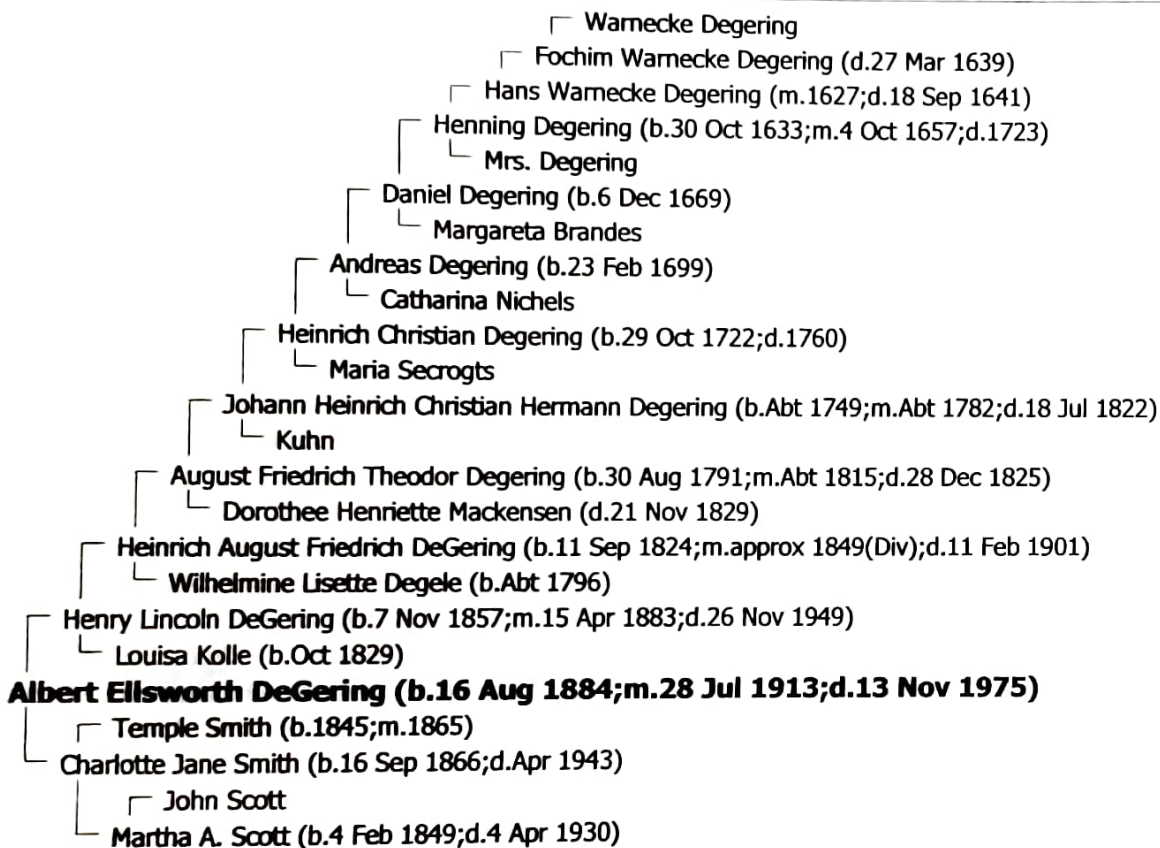 Warnecke Degering
Fochim Warnecke Degering (d.27 Mar 1639)
Hans Warnecke Degering (m.1627;d.18 Sep 1641)
Henning Degering (b.30 Oct 1633;m.4 Oct 1657;d.1723)
Mrs. Degering
Daniel Degering (b.6 Dec 1669)
Margareta Brandes
Andreas Degering (b.23 Feb 1699)
Catharina Nichels
Heinrich Christian Degering (b.29 Oct 1722;d.1760)
Maria Secrogts
Johann Heinrich Christian Hermann Degering (b.Abt 1749;m.Abt 1782;d.18 Jul 1822)
Kuhn
August Friedrich Theodor Degering (b.30 Aug 1791;m.Abt 1815;d.28 Dec 1825)
Dorothee Henriette Mackensen (d.21 Nov 1829)
Heinrich August Friedrich DeGering (b.11 Sep 1824;m.approx 1849(Div);d.11 Feb 1901)
Wilhelmine Lisette Degele (b.Abt 1796)
Henry Lincoln DeGering (b.7 Nov 1857;m.15 Apr 1883;d.26 Nov 1949)
Louisa Kolle (b.Oct 1829)
Albert Ellsworth DeGering (b.16 Aug 1884;m.28 Jul 1913;d.13 Nov 1975)
Temple Smith (b.1845;m.1865)
Charlotte Jane Smith (b.16 Sep 1866;d.Apr 1943)
John Scott
Martha A. Scott (b.4 Feb 1849;d.4 Apr 1930)